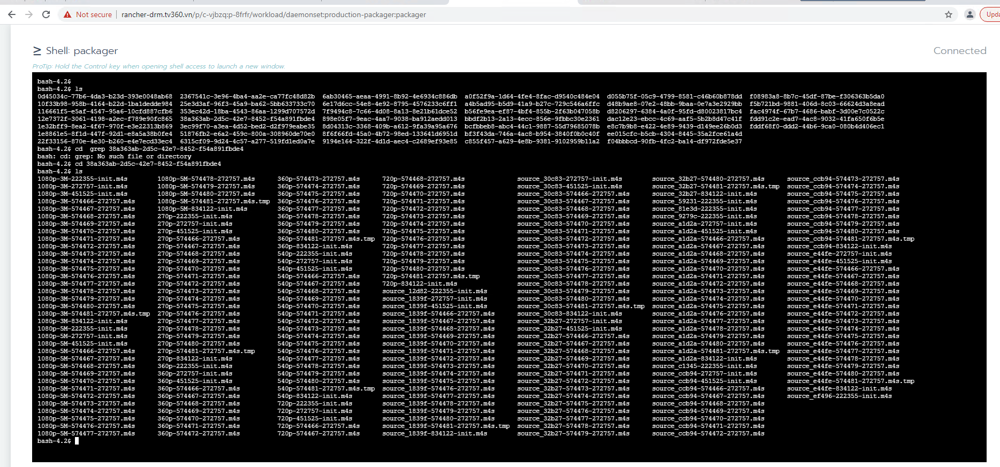 Not secure | rancher-drm.tv360.vn/p/c-vjbzq:p-8frfr/workload/daemonset:production-packager:packager
Upda
Shell: packager
Connected
ProTip: Hold the Control key when opening shell access to launch a new window.
bash-4.2$
bash-4.2$ ls
0d45034c-77b6-4da3-b23d-393e0048ab68 2367541c-3e96-4ba4-aa2e-ca77fc48d82b 6ab30465-aeaa-4991-8b92-4e6934c886db a0f52f9a-1d64-4fe4-8fac-d9540c484e04 d055b75f-05c9-4799-8581-c46b60b878dd f08983a8-8b7c-45df-87be-f306363b5da0
10f33b98-958b-4164-b22d-1ba1dedde984 25e3d3af-96f3-45a9-ba62-5bb633733c70 6e17d6cc-54e8-4e92-8795-4576233c6ff1 a4b5ad95-b5d9-41a9-b27c-729c546a6ffc d48b9ae8-07e2-48bb-9baa-0e7a3e2929bb f5b721bd-9881-406d-8c03-66624d3a8ead
116661f5-e5af-4547-95a6-10cfd887cfb6 353ec42d-18ba-4543-86aa-1299d707572d 7f9494c8-7c66-4d08-8a13-8e21b61dce52 b56fe9ea-ef87-4bf4-855b-2f63b047058b d8206297-6384-4a0f-95fd-d80023817bc4 fac4974f-67b7-4686-babf-3d00e7c0522c
12e7372f-3061-4198-a2ec-f789e90fc865 38a363ab-2d5c-42e7-8452-f54a891fbde4 898e05f7-9eac-4aa7-9038-ba912aedd013 bbdf2b13-2a13-4ecc-856e-9fbbc30e2361 dac12e23-ebcc-4c69-aaf5-5b2b8d47c41f fdd91c2e-ead7-4ac8-9032-41fa650f6b5e
1e32bff9-8ea2-4f67-970f-e3e22313b869 3ec99f70-a3ea-4d52-bed2-d2f979eabe35 8d04313c-3368-409b-a612-9fa39a95a676 bcfbbeb8-abc4-44c1-9887-55d79685078b e8c7b9b8-e422-4e89-9439-d149ee26b0d3 fddf68f0-ddd2-44b6-9ca0-080b4d406ec1
1e8861e5-8f1d-447f-92d1-e8a5a38b0fe4 51876fb2-e6a2-459c-800a-308960de70e0 8f6f66fd-45a0-4b72-98ed-133641d6951d bf3f43da-746a-4ac8-b954-3840f0b0c40f ee015cfc-b5cb-4304-8445-35a2fce61a4d
22f33156-870e-4e30-b260-e4e7ecd33ec4 6315cf09-9d24-4c57-a277-519fd1ed0a7e 9194e164-322f-4d1d-aec4-c2689ef93e85 c855f457-a629-4e8b-9381-9102959b11a2 f04bbbcd-90fb-4fc2-ba14-df972fde5e37
bash-4.2$ cd  grep 38a363ab-2d5c-42e7-8452-f54a891fbde4
bash: cd: grep: No such file or directory
bash-4.2$ cd 38a363ab-2d5c-42e7-8452-f54a891fbde4
bash-4.2$ ls
1080p-3M-222355-init.m4s 1080p-5M-574478-272757.m4s 360p-574473-272757.m4s 720p-574468-272757.m4s source_30c83-272757-init.m4s source_32b27-574480-272757.m4s source_ccb94-574473-272757.m4s
1080p-3M-272757-init.m4s 1080p-5M-574479-272757.m4s 360p-574474-272757.m4s 720p-574469-272757.m4s source_30c83-451525-init.m4s source_32b27-574481-272757.m4s.tmp source_ccb94-574474-272757.m4s
1080p-3M-451525-init.m4s 1080p-5M-574480-272757.m4s 360p-574475-272757.m4s 720p-574470-272757.m4s source_30c83-574466-272757.m4s source_32b27-834122-init.m4s source_ccb94-574475-272757.m4s
1080p-3M-574466-272757.m4s 1080p-5M-574481-272757.m4s.tmp 360p-574476-272757.m4s 720p-574471-272757.m4s source_30c83-574467-272757.m4s source_59231-222355-init.m4s source_ccb94-574476-272757.m4s
1080p-3M-574467-272757.m4s 1080p-5M-834122-init.m4s 360p-574477-272757.m4s 720p-574472-272757.m4s source_30c83-574468-272757.m4s source_81e3d-222355-init.m4s source_ccb94-574477-272757.m4s
1080p-3M-574468-272757.m4s 270p-222355-init.m4s 360p-574478-272757.m4s 720p-574473-272757.m4s source_30c83-574469-272757.m4s source_9279c-222355-init.m4s source_ccb94-574478-272757.m4s
1080p-3M-574469-272757.m4s 270p-272757-init.m4s 360p-574479-272757.m4s 720p-574474-272757.m4s source_30c83-574470-272757.m4s source_a1d2a-272757-init.m4s source_ccb94-574479-272757.m4s
1080p-3M-574470-272757.m4s 270p-451525-init.m4s 360p-574480-272757.m4s 720p-574475-272757.m4s source_30c83-574471-272757.m4s source_a1d2a-451525-init.m4s source_ccb94-574480-272757.m4s
1080p-3M-574471-272757.m4s 270p-574466-272757.m4s 360p-574481-272757.m4s.tmp 720p-574476-272757.m4s source_30c83-574472-272757.m4s source_a1d2a-574466-272757.m4s source_ccb94-574481-272757.m4s.tmp
1080p-3M-574472-272757.m4s 270p-574467-272757.m4s 360p-834122-init.m4s 720p-574477-272757.m4s source_30c83-574473-272757.m4s source_a1d2a-574467-272757.m4s source_ccb94-834122-init.m4s
1080p-3M-574473-272757.m4s 270p-574468-272757.m4s 540p-222355-init.m4s 720p-574478-272757.m4s source_30c83-574474-272757.m4s source_a1d2a-574468-272757.m4s source_e44fe-272757-init.m4s
1080p-3M-574474-272757.m4s 270p-574469-272757.m4s 540p-272757-init.m4s 720p-574479-272757.m4s source_30c83-574475-272757.m4s source_a1d2a-574469-272757.m4s source_e44fe-451525-init.m4s
1080p-3M-574475-272757.m4s 270p-574470-272757.m4s 540p-451525-init.m4s 720p-574480-272757.m4s source_30c83-574476-272757.m4s source_a1d2a-574470-272757.m4s source_e44fe-574466-272757.m4s
1080p-3M-574476-272757.m4s 270p-574471-272757.m4s 540p-574466-272757.m4s 720p-574481-272757.m4s.tmp source_30c83-574477-272757.m4s source_a1d2a-574471-272757.m4s source_e44fe-574467-272757.m4s
1080p-3M-574477-272757.m4s 270p-574472-272757.m4s 540p-574467-272757.m4s 720p-834122-init.m4s source_30c83-574478-272757.m4s source_a1d2a-574472-272757.m4s source_e44fe-574468-272757.m4s
1080p-3M-574478-272757.m4s 270p-574473-272757.m4s 540p-574468-272757.m4s source_12d82-222355-init.m4s source_30c83-574479-272757.m4s source_a1d2a-574473-272757.m4s source_e44fe-574469-272757.m4s
1080p-3M-574479-272757.m4s 270p-574474-272757.m4s 540p-574469-272757.m4s source_1839f-272757-init.m4s source_30c83-574480-272757.m4s source_a1d2a-574474-272757.m4s source_e44fe-574470-272757.m4s
1080p-3M-574480-272757.m4s 270p-574475-272757.m4s 540p-574470-272757.m4s source_1839f-451525-init.m4s source_30c83-574481-272757.m4s.tmp source_a1d2a-574475-272757.m4s source_e44fe-574471-272757.m4s
1080p-3M-574481-272757.m4s.tmp 270p-574476-272757.m4s 540p-574471-272757.m4s source_1839f-574466-272757.m4s source_30c83-834122-init.m4s source_a1d2a-574476-272757.m4s source_e44fe-574472-272757.m4s
1080p-3M-834122-init.m4s 270p-574477-272757.m4s 540p-574472-272757.m4s source_1839f-574467-272757.m4s source_32b27-272757-init.m4s source_a1d2a-574477-272757.m4s source_e44fe-574473-272757.m4s
1080p-5M-222355-init.m4s 270p-574478-272757.m4s 540p-574473-272757.m4s source_1839f-574468-272757.m4s source_32b27-451525-init.m4s source_a1d2a-574478-272757.m4s source_e44fe-574474-272757.m4s
1080p-5M-272757-init.m4s 270p-574479-272757.m4s 540p-574474-272757.m4s source_1839f-574469-272757.m4s source_32b27-574466-272757.m4s source_a1d2a-574479-272757.m4s source_e44fe-574475-272757.m4s
1080p-5M-451525-init.m4s 270p-574480-272757.m4s 540p-574475-272757.m4s source_1839f-574470-272757.m4s source_32b27-574467-272757.m4s source_a1d2a-574480-272757.m4s source_e44fe-574476-272757.m4s
1080p-5M-574466-272757.m4s 270p-574481-272757.m4s.tmp 540p-574476-272757.m4s source_1839f-574471-272757.m4s source_32b27-574468-272757.m4s source_a1d2a-574481-272757.m4s.tmp source_e44fe-574477-272757.m4s
1080p-5M-574467-272757.m4s 270p-834122-init.m4s 540p-574477-272757.m4s source_1839f-574472-272757.m4s source_32b27-574469-272757.m4s source_a1d2a-834122-init.m4s source_e44fe-574478-272757.m4s
1080p-5M-574468-272757.m4s 360p-222355-init.m4s 540p-574478-272757.m4s source_1839f-574473-272757.m4s source_32b27-574470-272757.m4s source_c1345-222355-init.m4s source_e44fe-574479-272757.m4s
1080p-5M-574469-272757.m4s 360p-272757-init.m4s 540p-574479-272757.m4s source_1839f-574474-272757.m4s source_32b27-574471-272757.m4s source_ccb94-272757-init.m4s source_e44fe-574480-272757.m4s
1080p-5M-574470-272757.m4s 360p-451525-init.m4s 540p-574480-272757.m4s source_1839f-574475-272757.m4s source_32b27-574472-272757.m4s source_ccb94-451525-init.m4s source_e44fe-574481-272757.m4s.tmp
1080p-5M-574471-272757.m4s 360p-574466-272757.m4s 540p-574481-272757.m4s.tmp source_1839f-574476-272757.m4s source_32b27-574473-272757.m4s source_ccb94-574466-272757.m4s source_e44fe-834122-init.m4s
1080p-5M-574472-272757.m4s 360p-574467-272757.m4s 540p-834122-init.m4s source_1839f-574477-272757.m4s source_32b27-574474-272757.m4s source_ccb94-574467-272757.m4s source_ef496-222355-init.m4s
1080p-5M-574473-272757.m4s 360p-574468-272757.m4s 720p-222355-init.m4s source_1839f-574478-272757.m4s source_32b27-574475-272757.m4s source_ccb94-574468-272757.m4s
1080p-5M-574474-272757.m4s 360p-574469-272757.m4s 720p-272757-init.m4s source_1839f-574479-272757.m4s source_32b27-574476-272757.m4s source_ccb94-574469-272757.m4s
1080p-5M-574475-272757.m4s 360p-574470-272757.m4s 720p-451525-init.m4s source_1839f-574480-272757.m4s source_32b27-574477-272757.m4s source_ccb94-574470-272757.m4s
1080p-5M-574476-272757.m4s 360p-574471-272757.m4s 720p-574466-272757.m4s source_1839f-574481-272757.m4s.tmp source_32b27-574478-272757.m4s source_ccb94-574471-272757.m4s
1080p-5M-574477-272757.m4s 360p-574472-272757.m4s 720p-574467-272757.m4s source_1839f-834122-init.m4s source_32b27-574479-272757.m4s source_ccb94-574472-272757.m4s
bash-4.2$